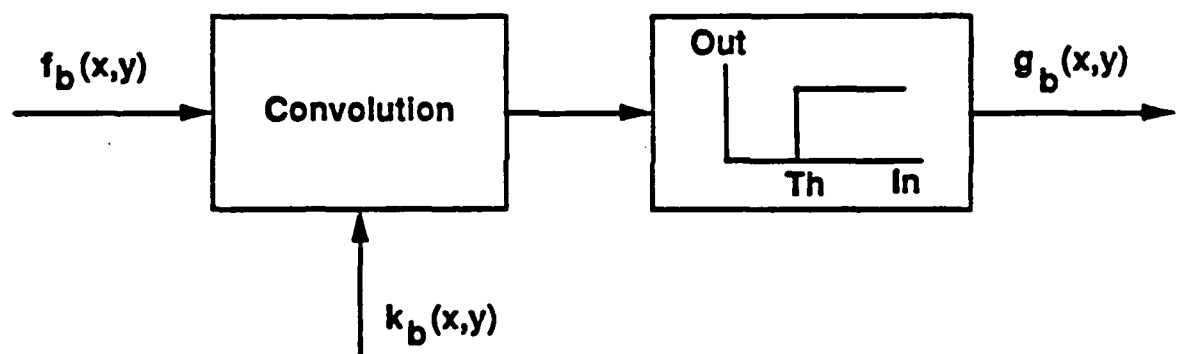 f_b(x,y)
Convolution
Out
Th
In
g_b(x,y)
k_b(x,y)